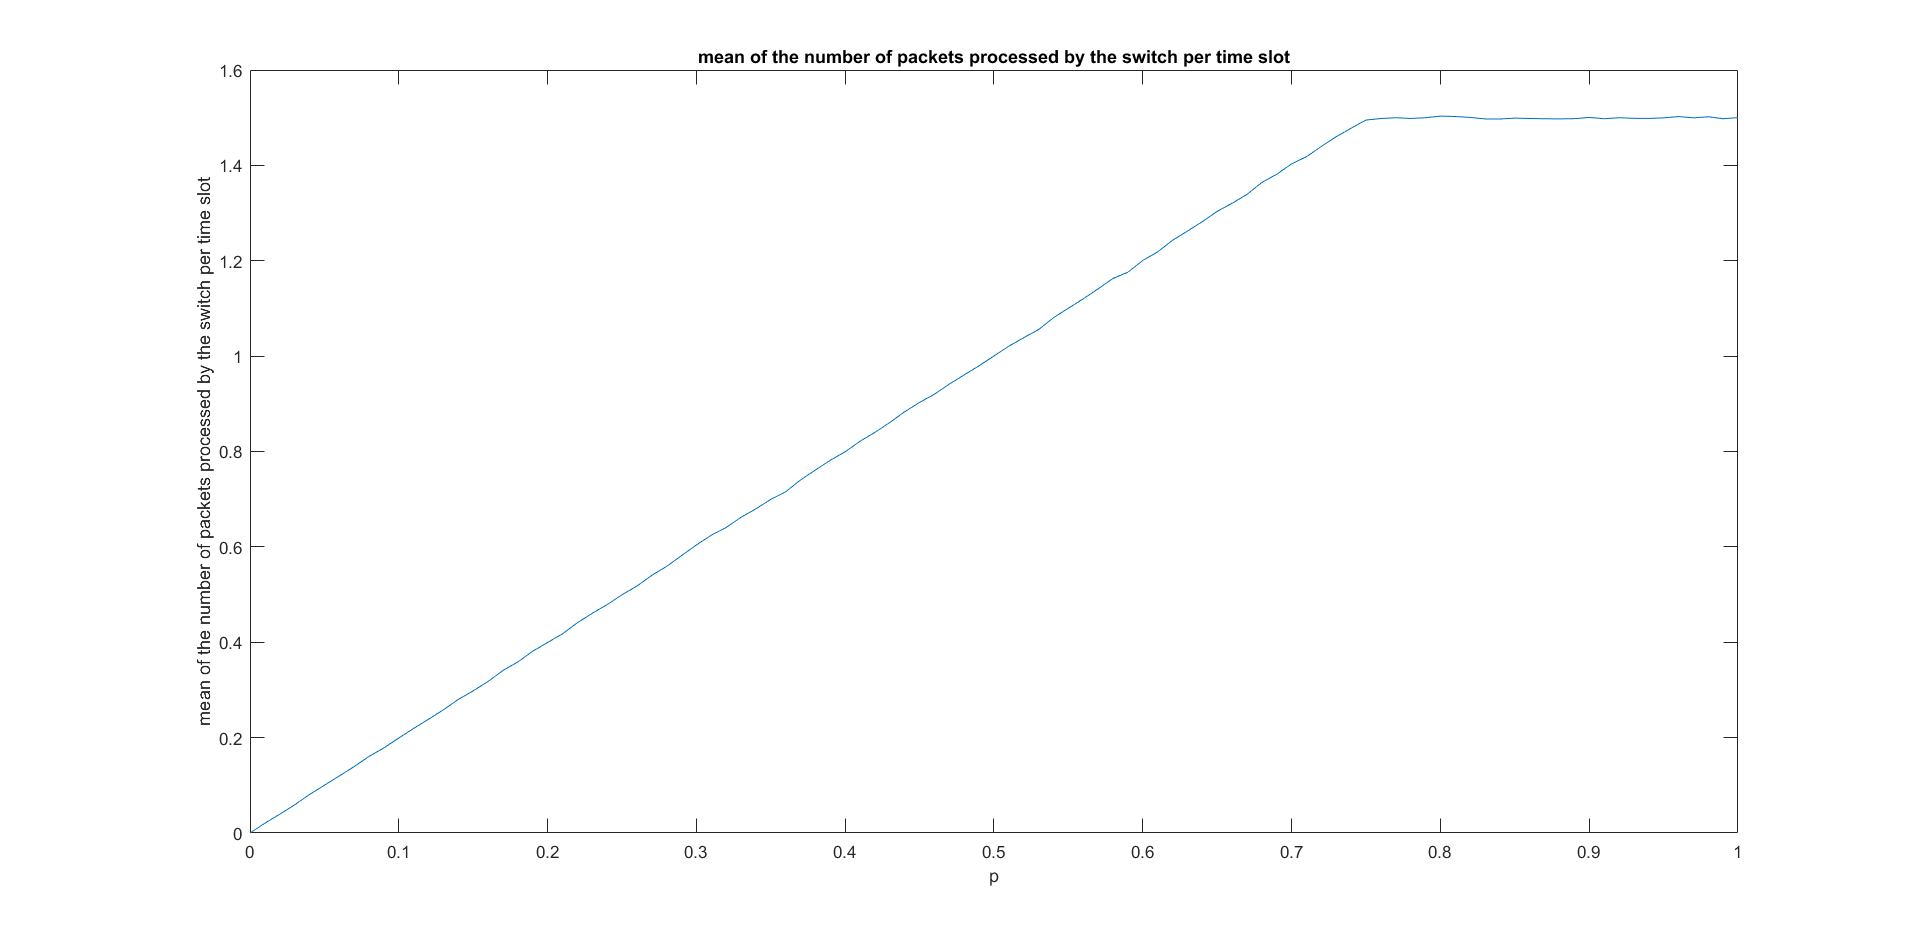 mean of the number of packets processed by the switch per time slot
mean of the number of packets processed by the switch per time slot
1.6
1.4
1.2
1
0.8
0.6
0.4
0.2
0
0 0.1 0.2 0.3 0.4 0.5 0.6 0.7 0.8 0.9 1
p